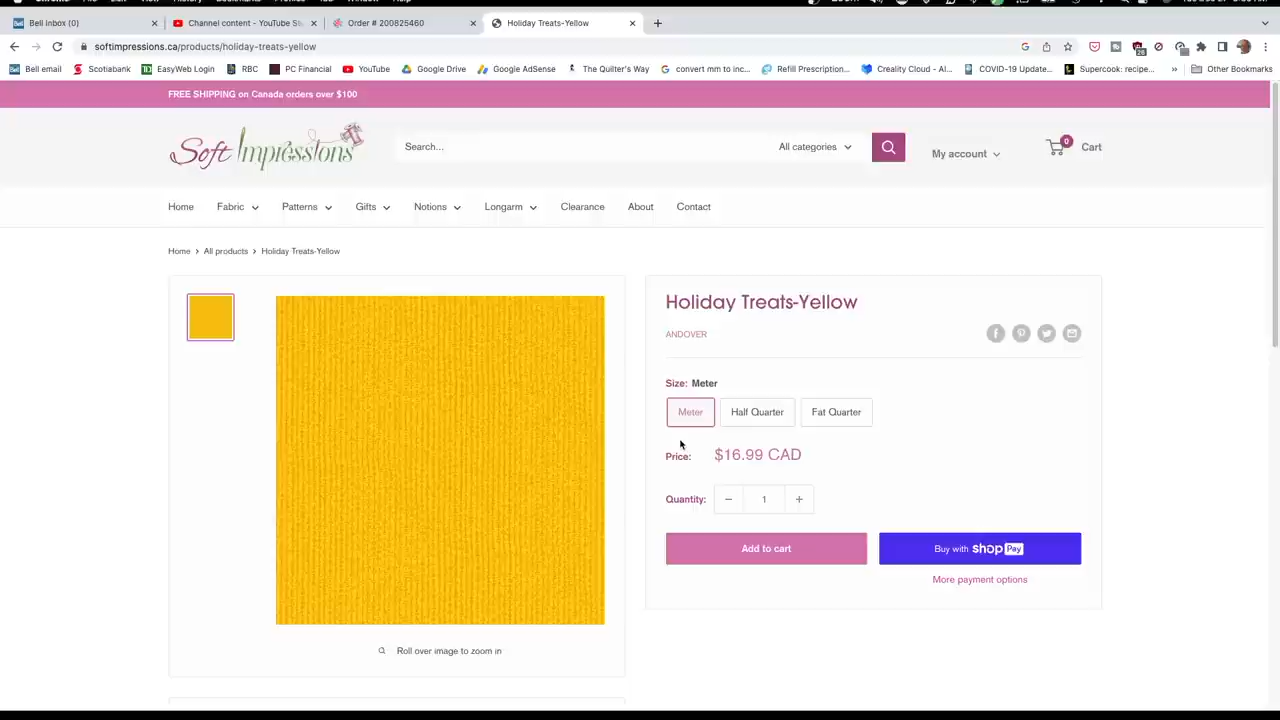 Bell Inbox (0)
Channel content - YouTube St
Order # 200825460
Holiday Treats-Yellow
softimpressions.ca/products/holiday-treats-yellow
Bell email
Scotiabank
EasyWeb Login
RBC
PC Financial
YouTube
Google Drive
Google AdSense
The Quilter's Way
convert mm to inc...
Refill Prescription...
Creality Cloud - Al...
COVID-19 Update...
Supercook: recipe...
»
Other Bookmarks
FREE SHIPPING on Canada orders over $100
Soft Impressions
Search...
All categories
My account
0
Cart
Home
Fabric
Patterns
Gifts
Notions
Longarm
Clearance
About
Contact
Home > All products > Holiday Treats-Yellow
Holiday Treats-Yellow
ANDOVER
Size: Meter
Meter
Half Quarter
Fat Quarter
Price: $16.99 CAD
Quantity: − 1 +
Add to cart
Buy with shop Pay
More payment options
Roll over image to zoom in